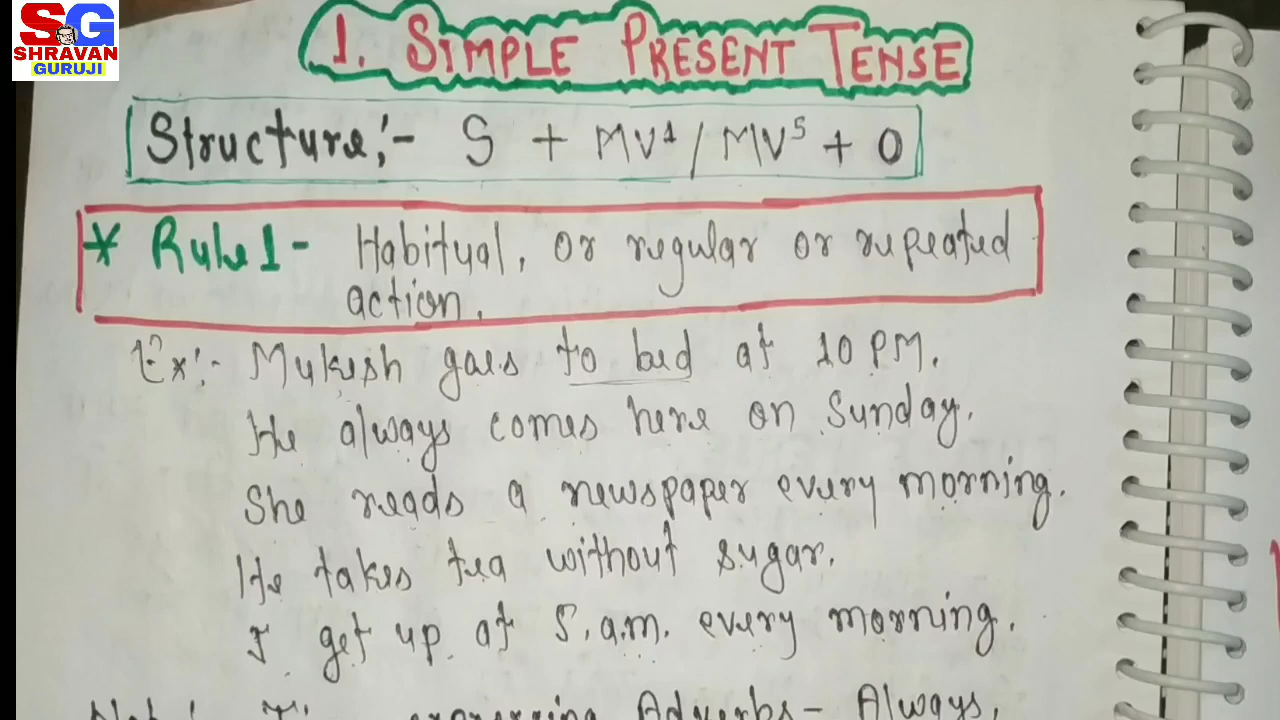 SG
SHRAVAN
GURUJI
1. SIMPLE PRESENT TENSE
Structure:- S + MV¹ / MV⁵ + O
* Rule 1 - Habitual, or regular or repeated
action.
Ex:- Mukesh goes to bed at 10 PM.
He always comes here on Sunday.
She reads a newspaper every morning.
He takes tea without sugar.
I get up at 5.a.m. every morning.
Adverbs - Always,